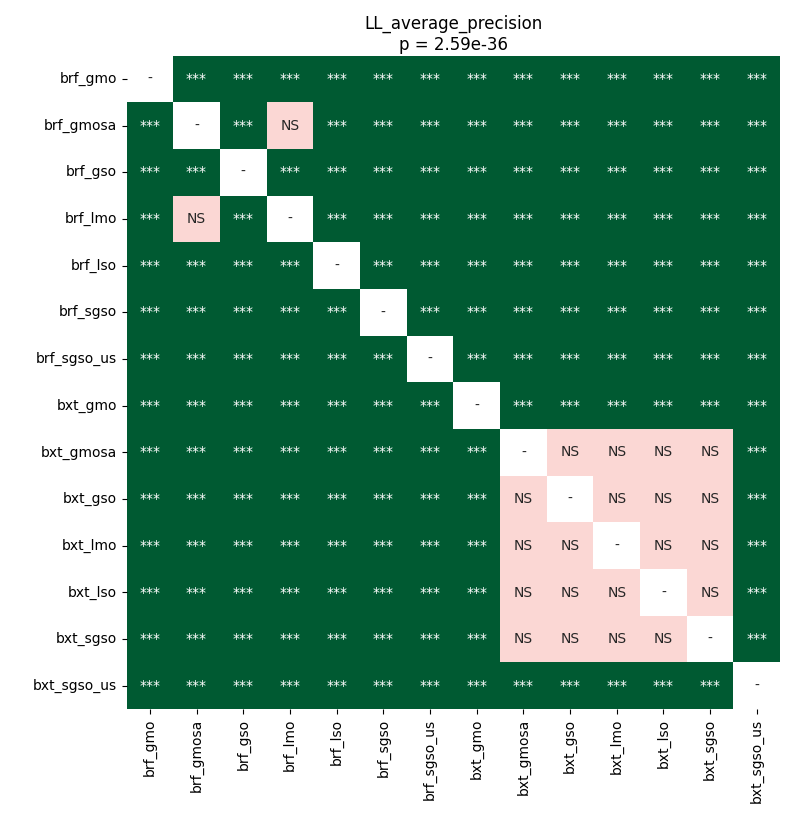 LL_average_precision
p = 2.59e-36
brf_gmo - *** *** *** *** *** *** *** *** *** *** *** *** ***
brf_gmosa *** - *** NS *** *** *** *** *** *** *** *** *** ***
brf_gso *** *** - *** *** *** *** *** *** *** *** *** *** ***
brf_lmo *** NS *** - *** *** *** *** *** *** *** *** *** ***
brf_lso *** *** *** *** - *** *** *** *** *** *** *** *** ***
brf_sgso *** *** *** *** *** - *** *** *** *** *** *** *** ***
brf_sgso_us *** *** *** *** *** *** - *** *** *** *** *** *** ***
bxt_gmo *** *** *** *** *** *** *** - *** *** *** *** *** ***
bxt_gmosa *** *** *** *** *** *** *** *** - NS NS NS NS ***
bxt_gso *** *** *** *** *** *** *** *** NS - NS NS NS ***
bxt_lmo *** *** *** *** *** *** *** *** NS NS - NS NS ***
bxt_lso *** *** *** *** *** *** *** *** NS NS NS - NS ***
bxt_sgso *** *** *** *** *** *** *** *** NS NS NS NS - ***
bxt_sgso_us *** *** *** *** *** *** *** *** *** *** *** *** *** -
brf_gmo brf_gmosa brf_gso brf_lmo brf_lso brf_sgso brf_sgso_us bxt_gmo bxt_gmosa bxt_gso bxt_lmo bxt_lso bxt_sgso bxt_sgso_us